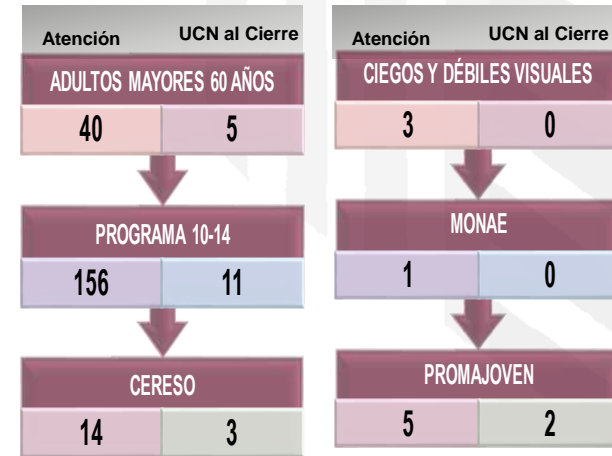 Atención UCN al Cierre
ADULTOS MAYORES 60 AÑOS
40 5
PROGRAMA 10-14
156 11
CERESO
14 3
Atención UCN al Cierre
CIEGOS Y DÉBILES VISUALES
3 0
MONAE
1 0
PROMAJOVEN
5 2